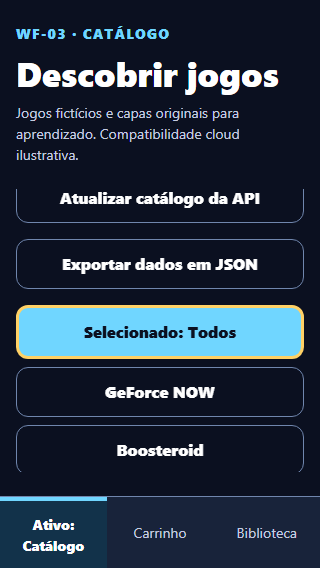 WF-03 · CATÁLOGO
Descobrir jogos
Jogos fictícios e capas originais para
aprendizado. Compatibilidade cloud
ilustrativa.
Atualizar catálogo da API
Exportar dados em JSON
Selecionado: Todos
GeForce NOW
Boosteroid
Ativo:
Catálogo
Carrinho
Biblioteca